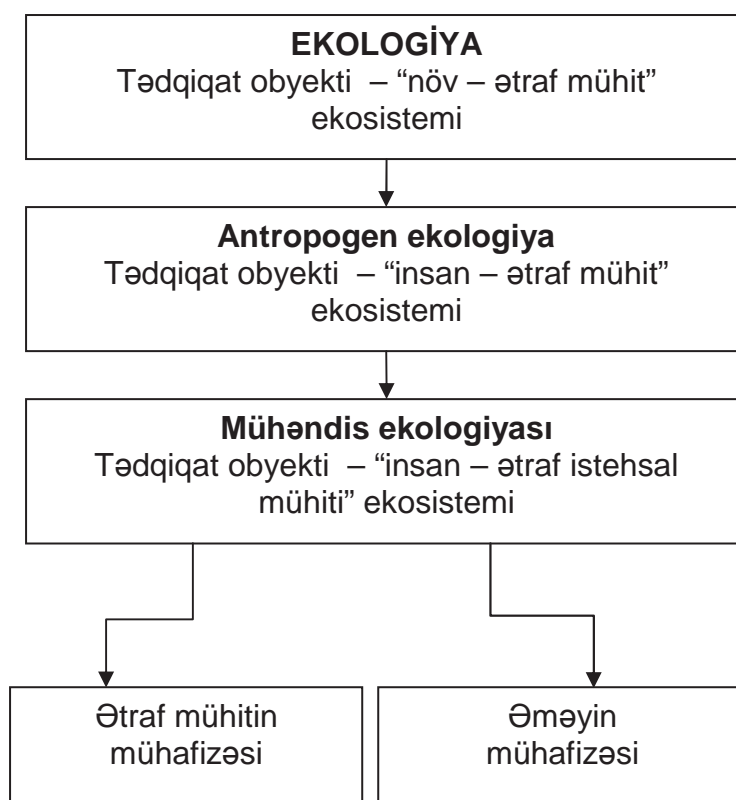 EKOLOGİYA
Tədqiqat obyekti – “növ – ətraf mühit”
ekosistemi
Antropogen ekologiya
Tədqiqat obyekti – “insan – ətraf mühit”
ekosistemi
Mühəndis ekologiyası
Tədqiqat obyekti – “insan – ətraf istehsal
mühiti” ekosistemi
Ətraf mühitin
mühafizəsi
Əməyin
mühafizəsi